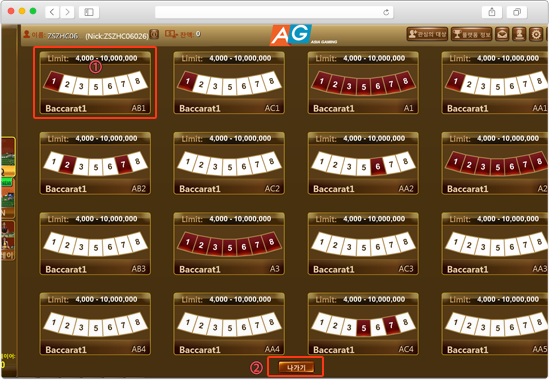 이름: ZSZHC06... (Nick:ZSZHC06026)
잔액: 0
AG
ASIA GAMING
관심의 대상
플랫폼 정보
①
Limit: 4,000 - 10,000,000
Limit: 4,000 - 10,000,000
Limit: 4,000 - 10,000,000
4,000 - 10
1 2 3 5 6 7 8
1 2 3 5 6 7 8
1 2 3 5 6 7 8
1 2 3 5 6 7 8
Baccarat1 AB1
Baccarat1 AC1
Baccarat1 A1
Baccarat1 AA1
Limit: 4,000 - 10,000,000
Limit: 4,000 - 10,000,000
Limit: 4,000 - 10,000,000
4,000 - 10,000,000
1 2 3 5 6 7 8
1 2 3 5 6 7 8
1 2 3 5 6 7 8
1 2 3 5 6 7 8
Baccarat1 AB2
Baccarat1 AC2
Baccarat1 AA2
Baccarat1 A2
Limit: 4,000 - 10,000,000
Limit: 4,000 - 10,000,000
Limit: 4,000 - 10,000,000
4,000 - 10,000,000
1 2 3 5 6 7 8
1 2 3 5 6 7 8
1 2 3 5 6 7 8
1 2 3 5 6 7 8
Baccarat1 AB3
Baccarat1 A3
Baccarat1 AC3
Baccarat1 AA3
Limit: 4,000 - 10,000,000
Limit: 4,000 - 10,000,000
Limit: 4,000 - 10,000,000
4,000 - 10,000,000
1 2 3 5 6 7 8
1 2 3 5 6 7 8
1 2 3 5 6 7 8
1 2 3 5 6 7 8
Baccarat1 AB4
Baccarat1 AA4
Baccarat1 AC4
Baccarat1 AA5
②
나가기